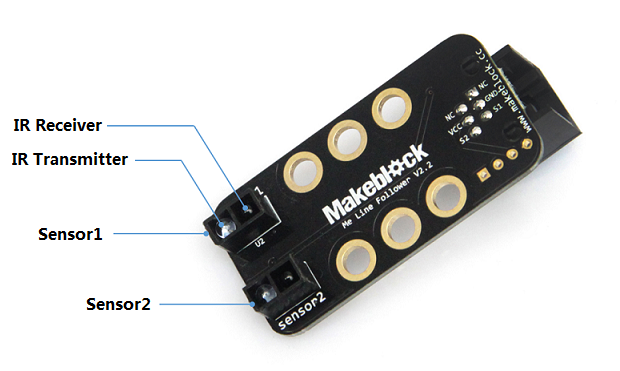 IR Receiver
IR Transmitter
Sensor1
Sensor2
1
U2
sensor2
Makeblock
Me Line Follower V2.2
NC
GND
S1
NC
VCC
S2
www.makeblock.cc